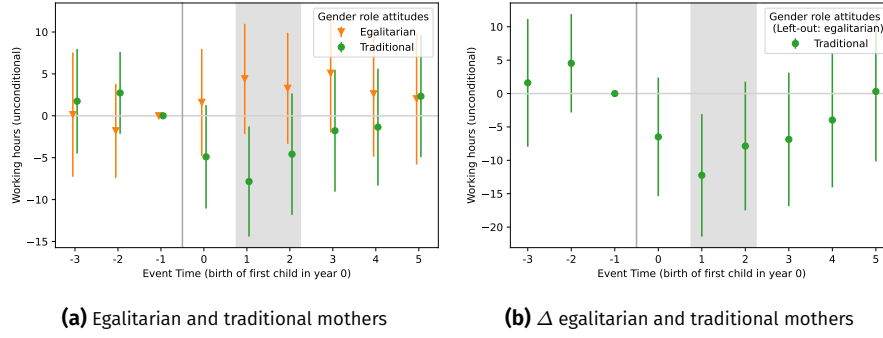 Gender role attitudes
Egalitarian
Traditional
Working hours (unconditional)
10
5
0
−5
−10
−15
-3 -2 -1 0 1 2 3 4 5
Event Time (birth of first child in year 0)
(a) Egalitarian and traditional mothers
Gender role attitudes
(Left-out: egalitarian)
Traditional
Working hours (unconditional)
10
5
0
−5
−10
−15
−20
-3 -2 -1 0 1 2 3 4 5
Event Time (birth of first child in year 0)
(b) Δ egalitarian and traditional mothers